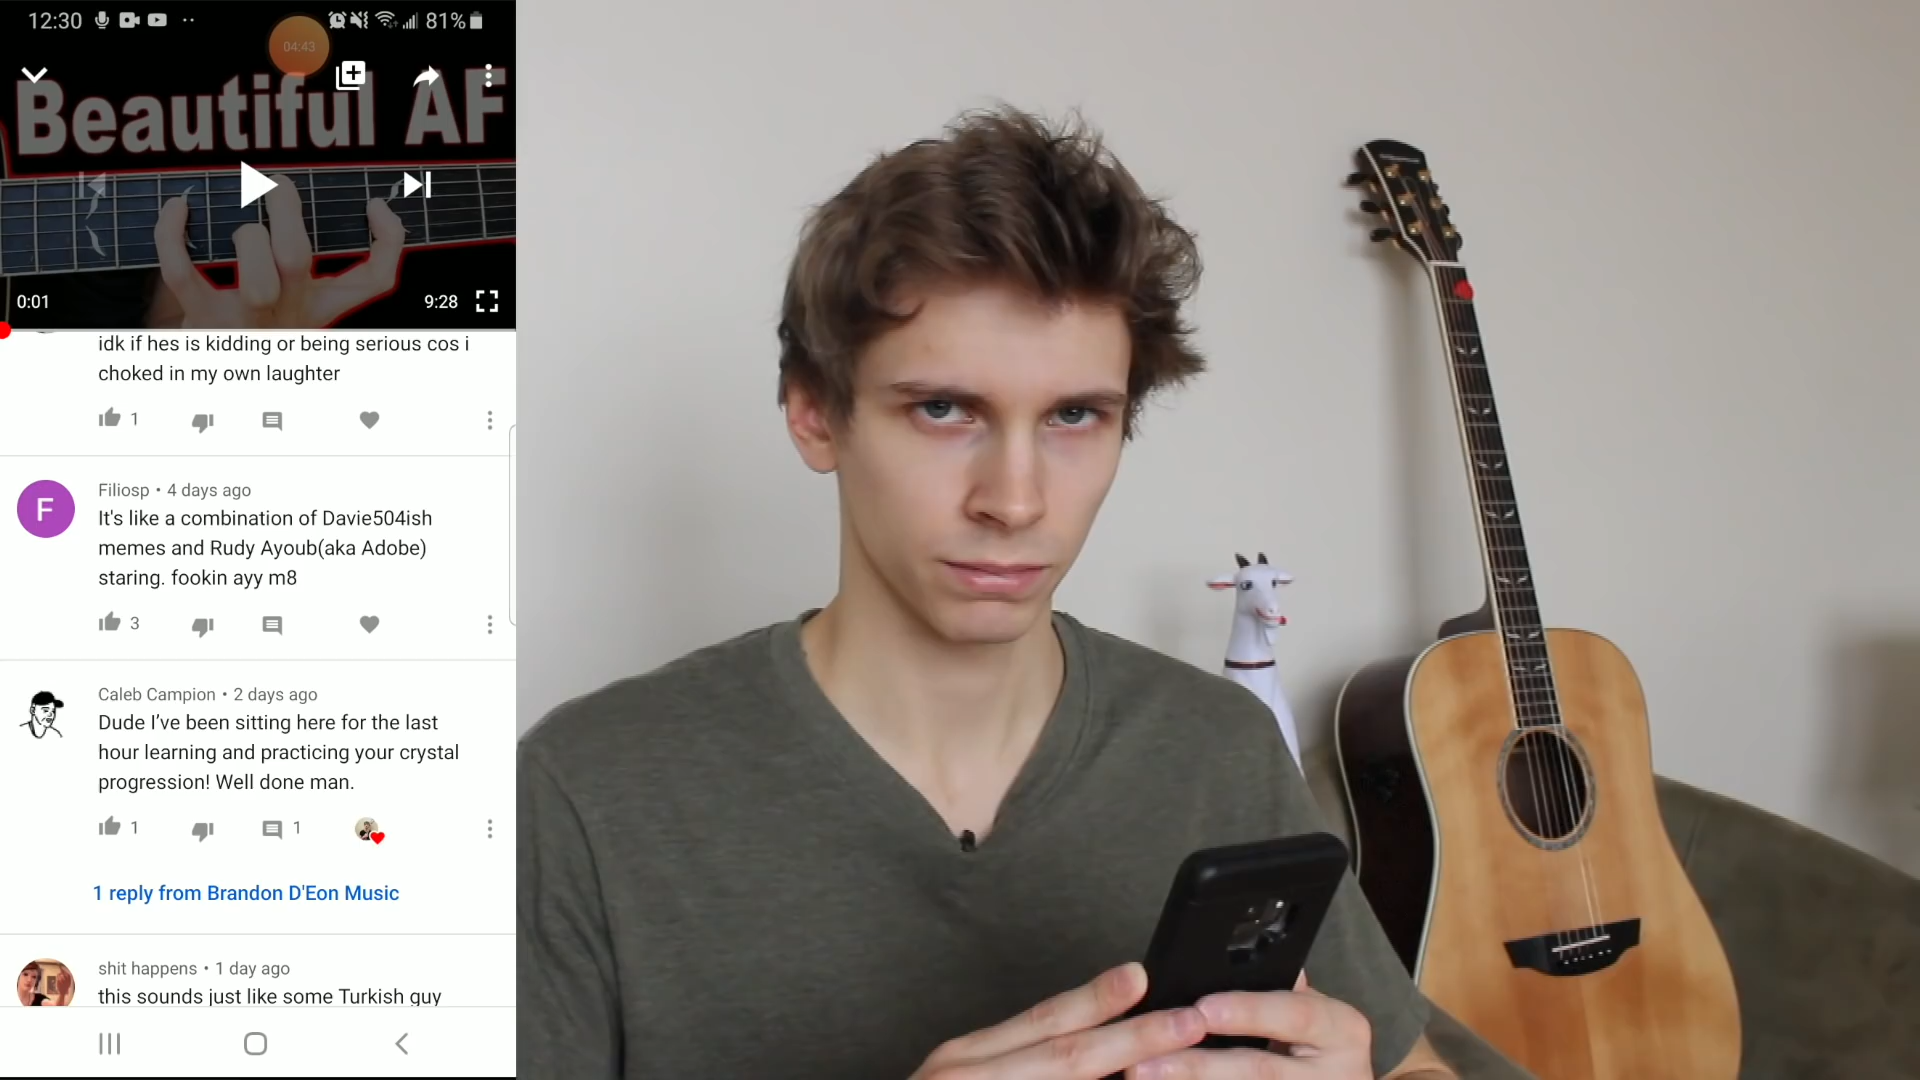 12:30
81%
04:43
Beautiful AF
0:01
9:28
idk if hes is kidding or being serious cos i
choked in my own laughter
1
Filiosp • 4 days ago
F
It's like a combination of Davie504ish
memes and Rudy Ayoub(aka Adobe)
staring. fookin ayy m8
3
Caleb Campion • 2 days ago
Dude I’ve been sitting here for the last
hour learning and practicing your crystal
progression! Well done man.
1
1
1 reply from Brandon D'Eon Music
shit happens • 1 day ago
this sounds just like some Turkish guy